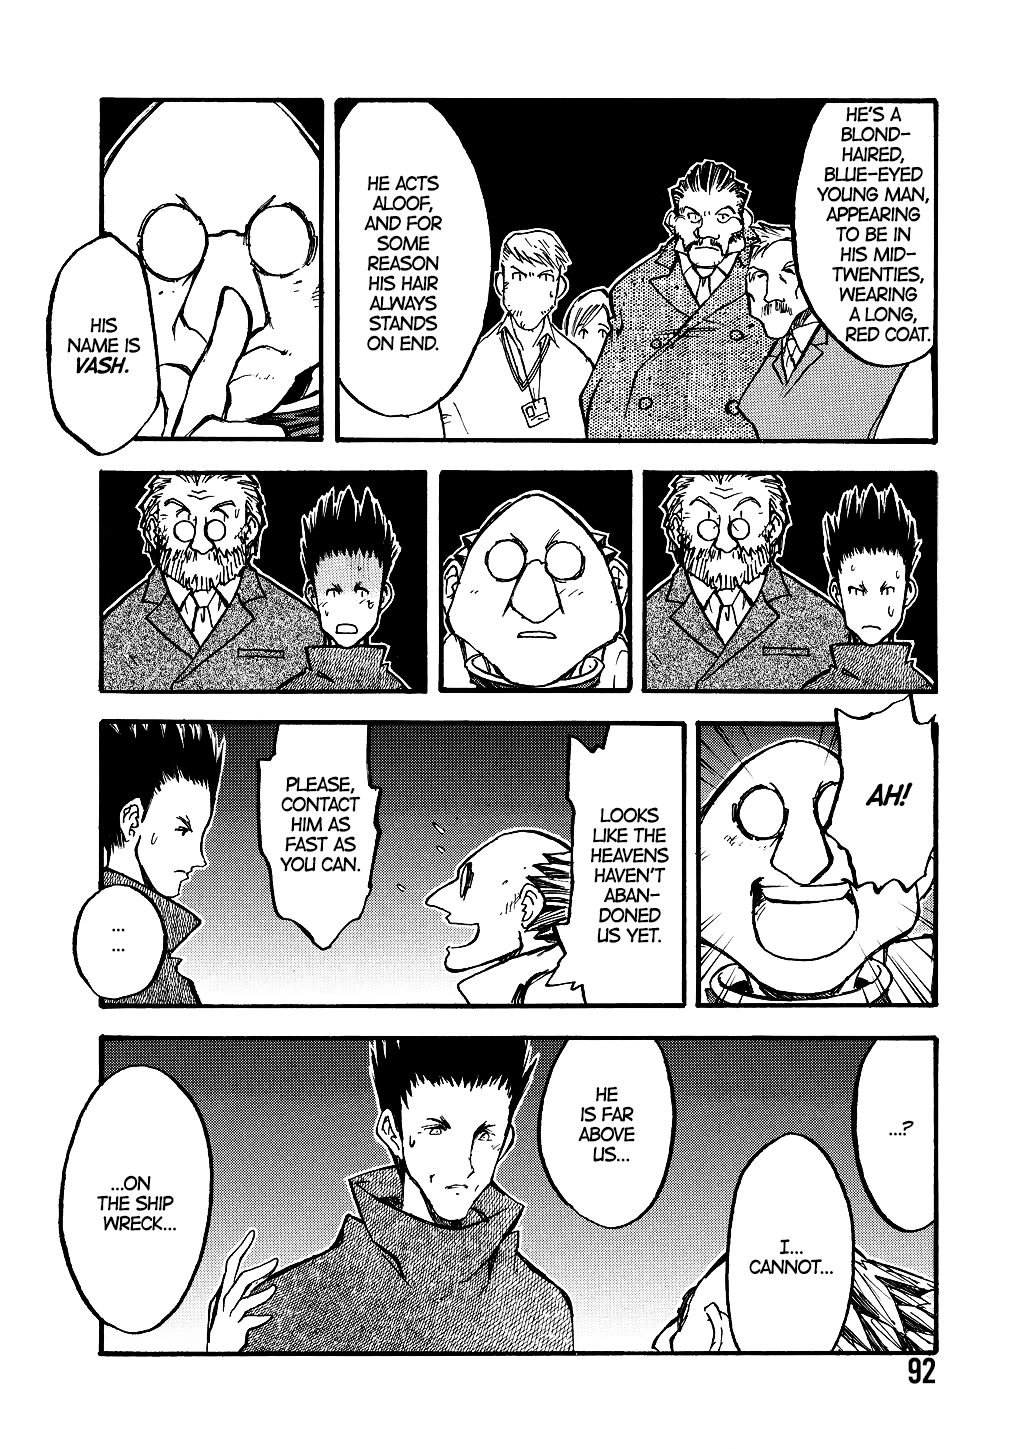 HE'S A
BLOND-
HAIRED,
BLUE-EYED
YOUNG MAN,
APPEARING
TO BE IN
HIS MID-
TWENTIES,
WEARING
A LONG,
RED COAT.
HE ACTS
ALOOF,
AND FOR
SOME
REASON
HIS HAIR
ALWAYS
STANDS
ON END.
HIS
NAME IS
VASH.
AH!
LOOKS
LIKE THE
HEAVENS
HAVEN'T
ABAN-
DONED
US YET.
PLEASE,
CONTACT
HIM AS
FAST AS
YOU CAN.
...
...
...?
I...
CANNOT...
HE
IS FAR
ABOVE
US...
...ON
THE SHIP
WRECK...
92